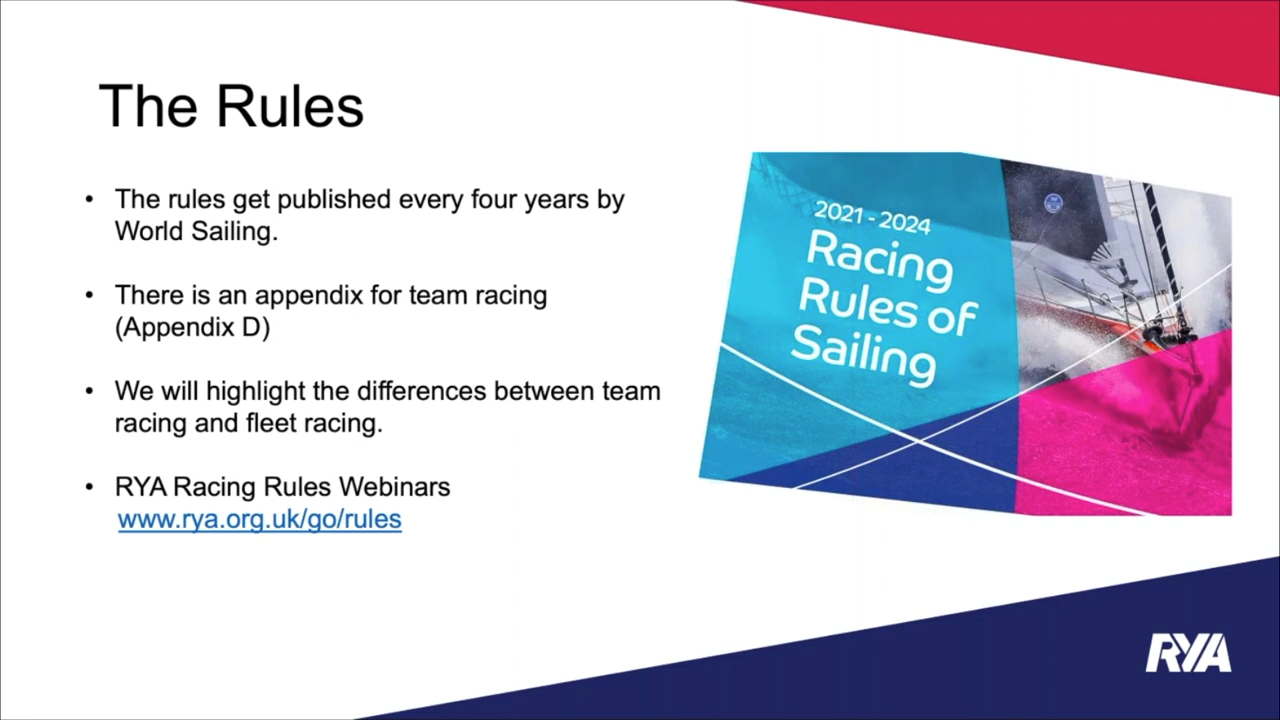 The Rules
• The rules get published every four years by
World Sailing.
• There is an appendix for team racing
(Appendix D)
• We will highlight the differences between team
racing and fleet racing.
• RYA Racing Rules Webinars
www.rya.org.uk/go/rules
2021 - 2024
Racing
Rules of
Sailing
RYA